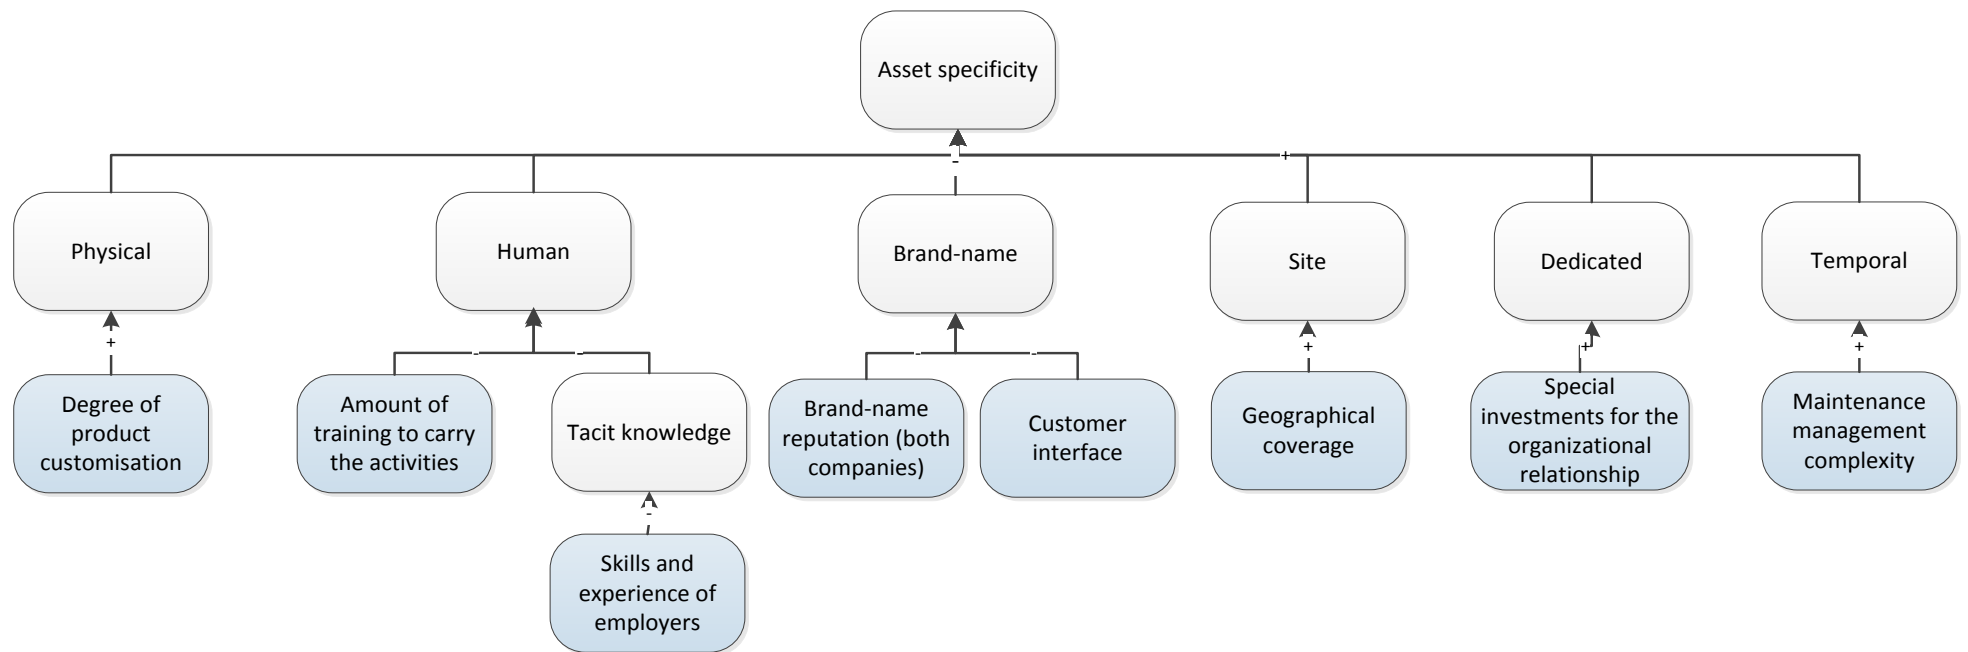 Asset specificity
-
+
Physical
Human
Brand-name
Site
Dedicated
Temporal
+
-
-
-
-
+
+
+
Degree of
product
customisation
Amount of
training to carry
the activities
Tacit knowledge
Brand-name
reputation (both
companies)
Customer
interface
Geographical
coverage
Special
investments for the
organizational
relationship
Maintenance
management
complexity
-
Skills and
experience of
employers